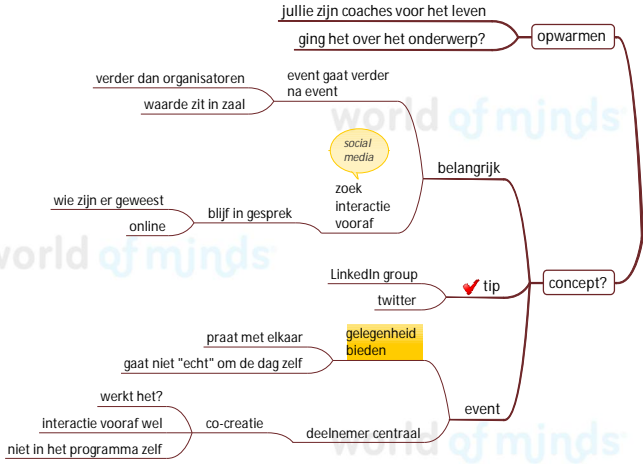 jullie zijn coaches voor het leven
ging het over het onderwerp?
opwarmen
verder dan organisatoren
waarde zit in zaal
event gaat verder
na event
world of minds
social
media
belangrijk
zoek
interactie
vooraf
wie zijn er geweest
online
blijf in gesprek
world of minds
LinkedIn group
twitter
tip
concept?
praat met elkaar
gaat niet "echt" om de dag zelf
gelegenheid
bieden
event
werkt het?
interactie vooraf wel
niet in het programma zelf
co-creatie
deelnemer centraal
world of minds